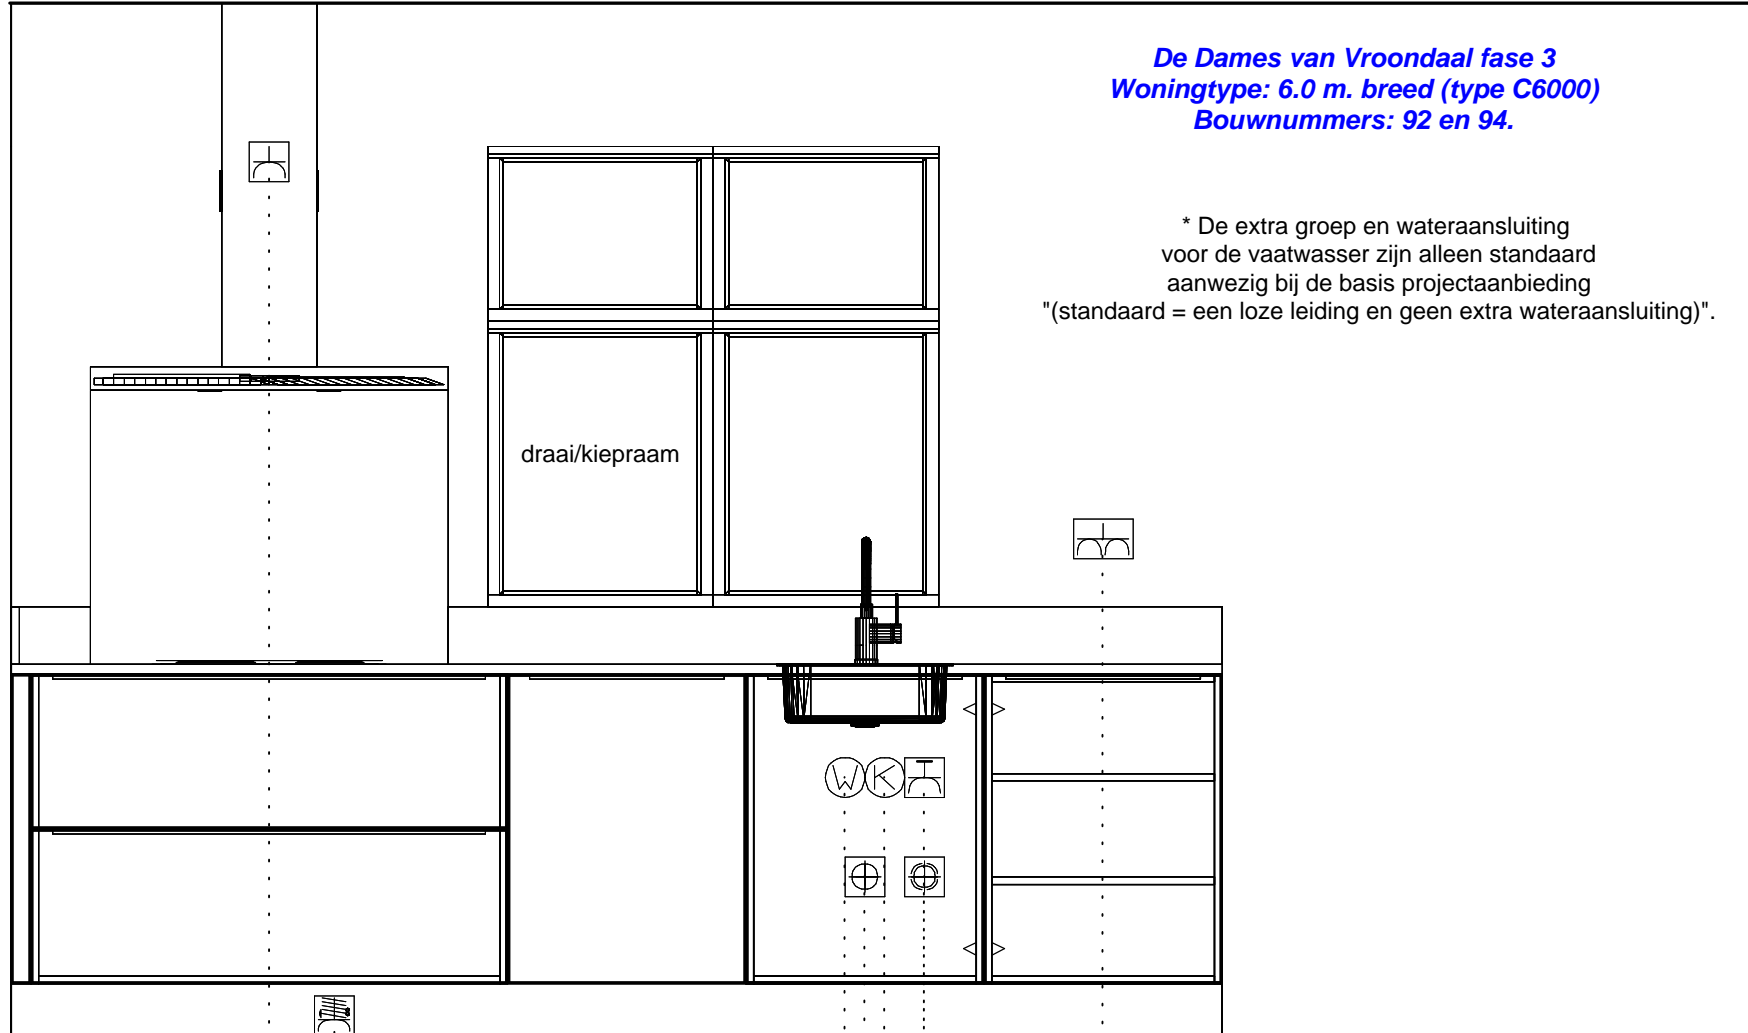 De Dames van Vroondaal fase 3
Woningtype: 6.0 m. breed (type C6000)
Bouwnummers: 92 en 94.
* De extra groep en wateraansluiting
voor de vaatwasser zijn alleen standaard
aanwezig bij de basis projectaanbieding
"(standaard = een loze leiding en geen extra wateraansluiting)".
draai/kiepraam
W K